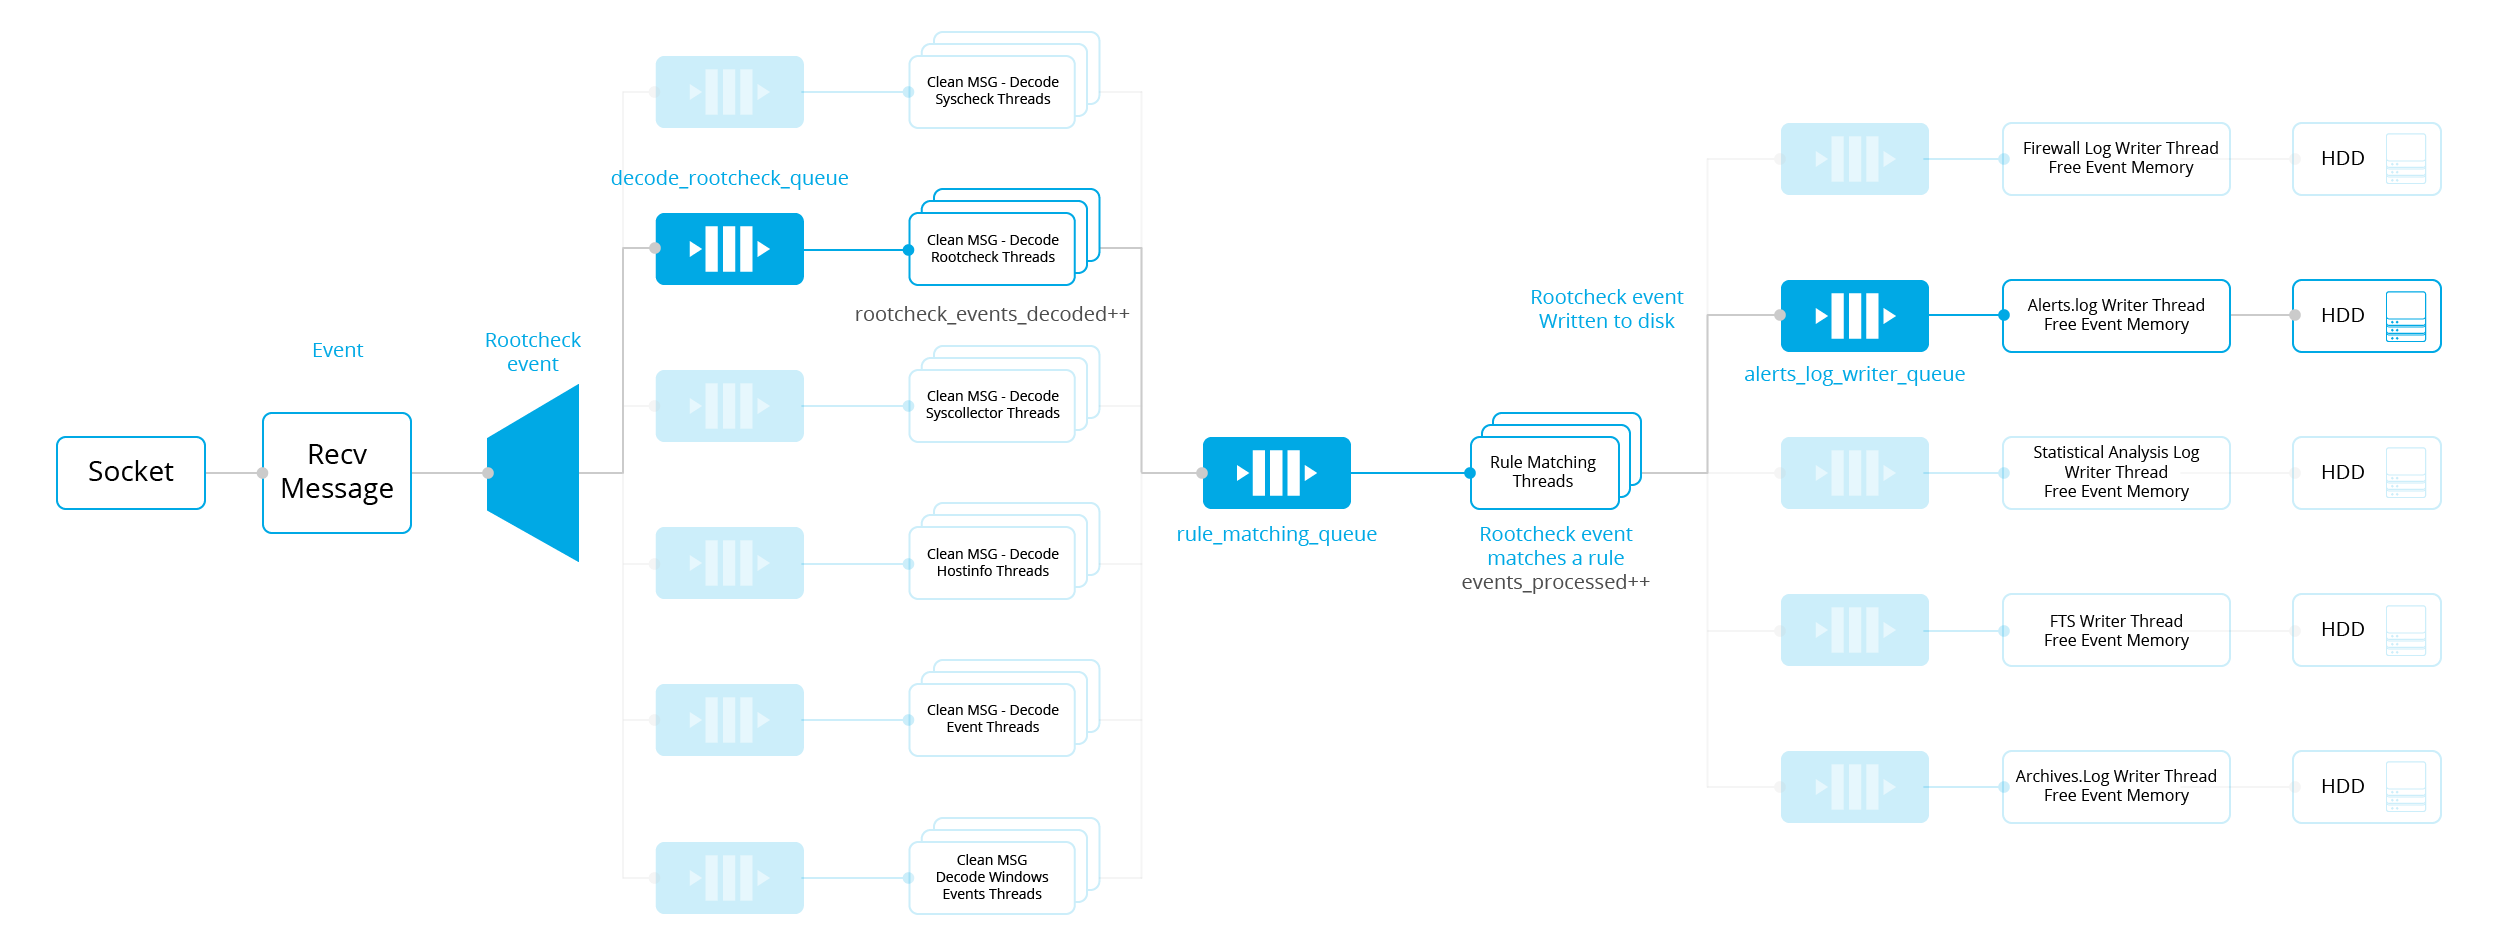 Socket
Event
Recv
Message
Rootcheck
event
Clean MSG - Decode
Syscheck Threads
decode_rootcheck_queue
Clean MSG - Decode
Rootcheck Threads
rootcheck_events_decoded++
Clean MSG - Decode
Syscollector Threads
Clean MSG - Decode
Hostinfo Threads
Clean MSG - Decode
Event Threads
Clean MSG
Decode Windows
Events Threads
rule_matching_queue
Rule Matching
Threads
Rootcheck event
matches a rule
events_processed++
Rootcheck event
Written to disk
Firewall Log Writer Thread
Free Event Memory
HDD
alerts_log_writer_queue
Alerts.log Writer Thread
Free Event Memory
HDD
Statistical Analysis Log
Writer Thread
Free Event Memory
HDD
FTS Writer Thread
Free Event Memory
HDD
Archives.Log Writer Thread
Free Event Memory
HDD